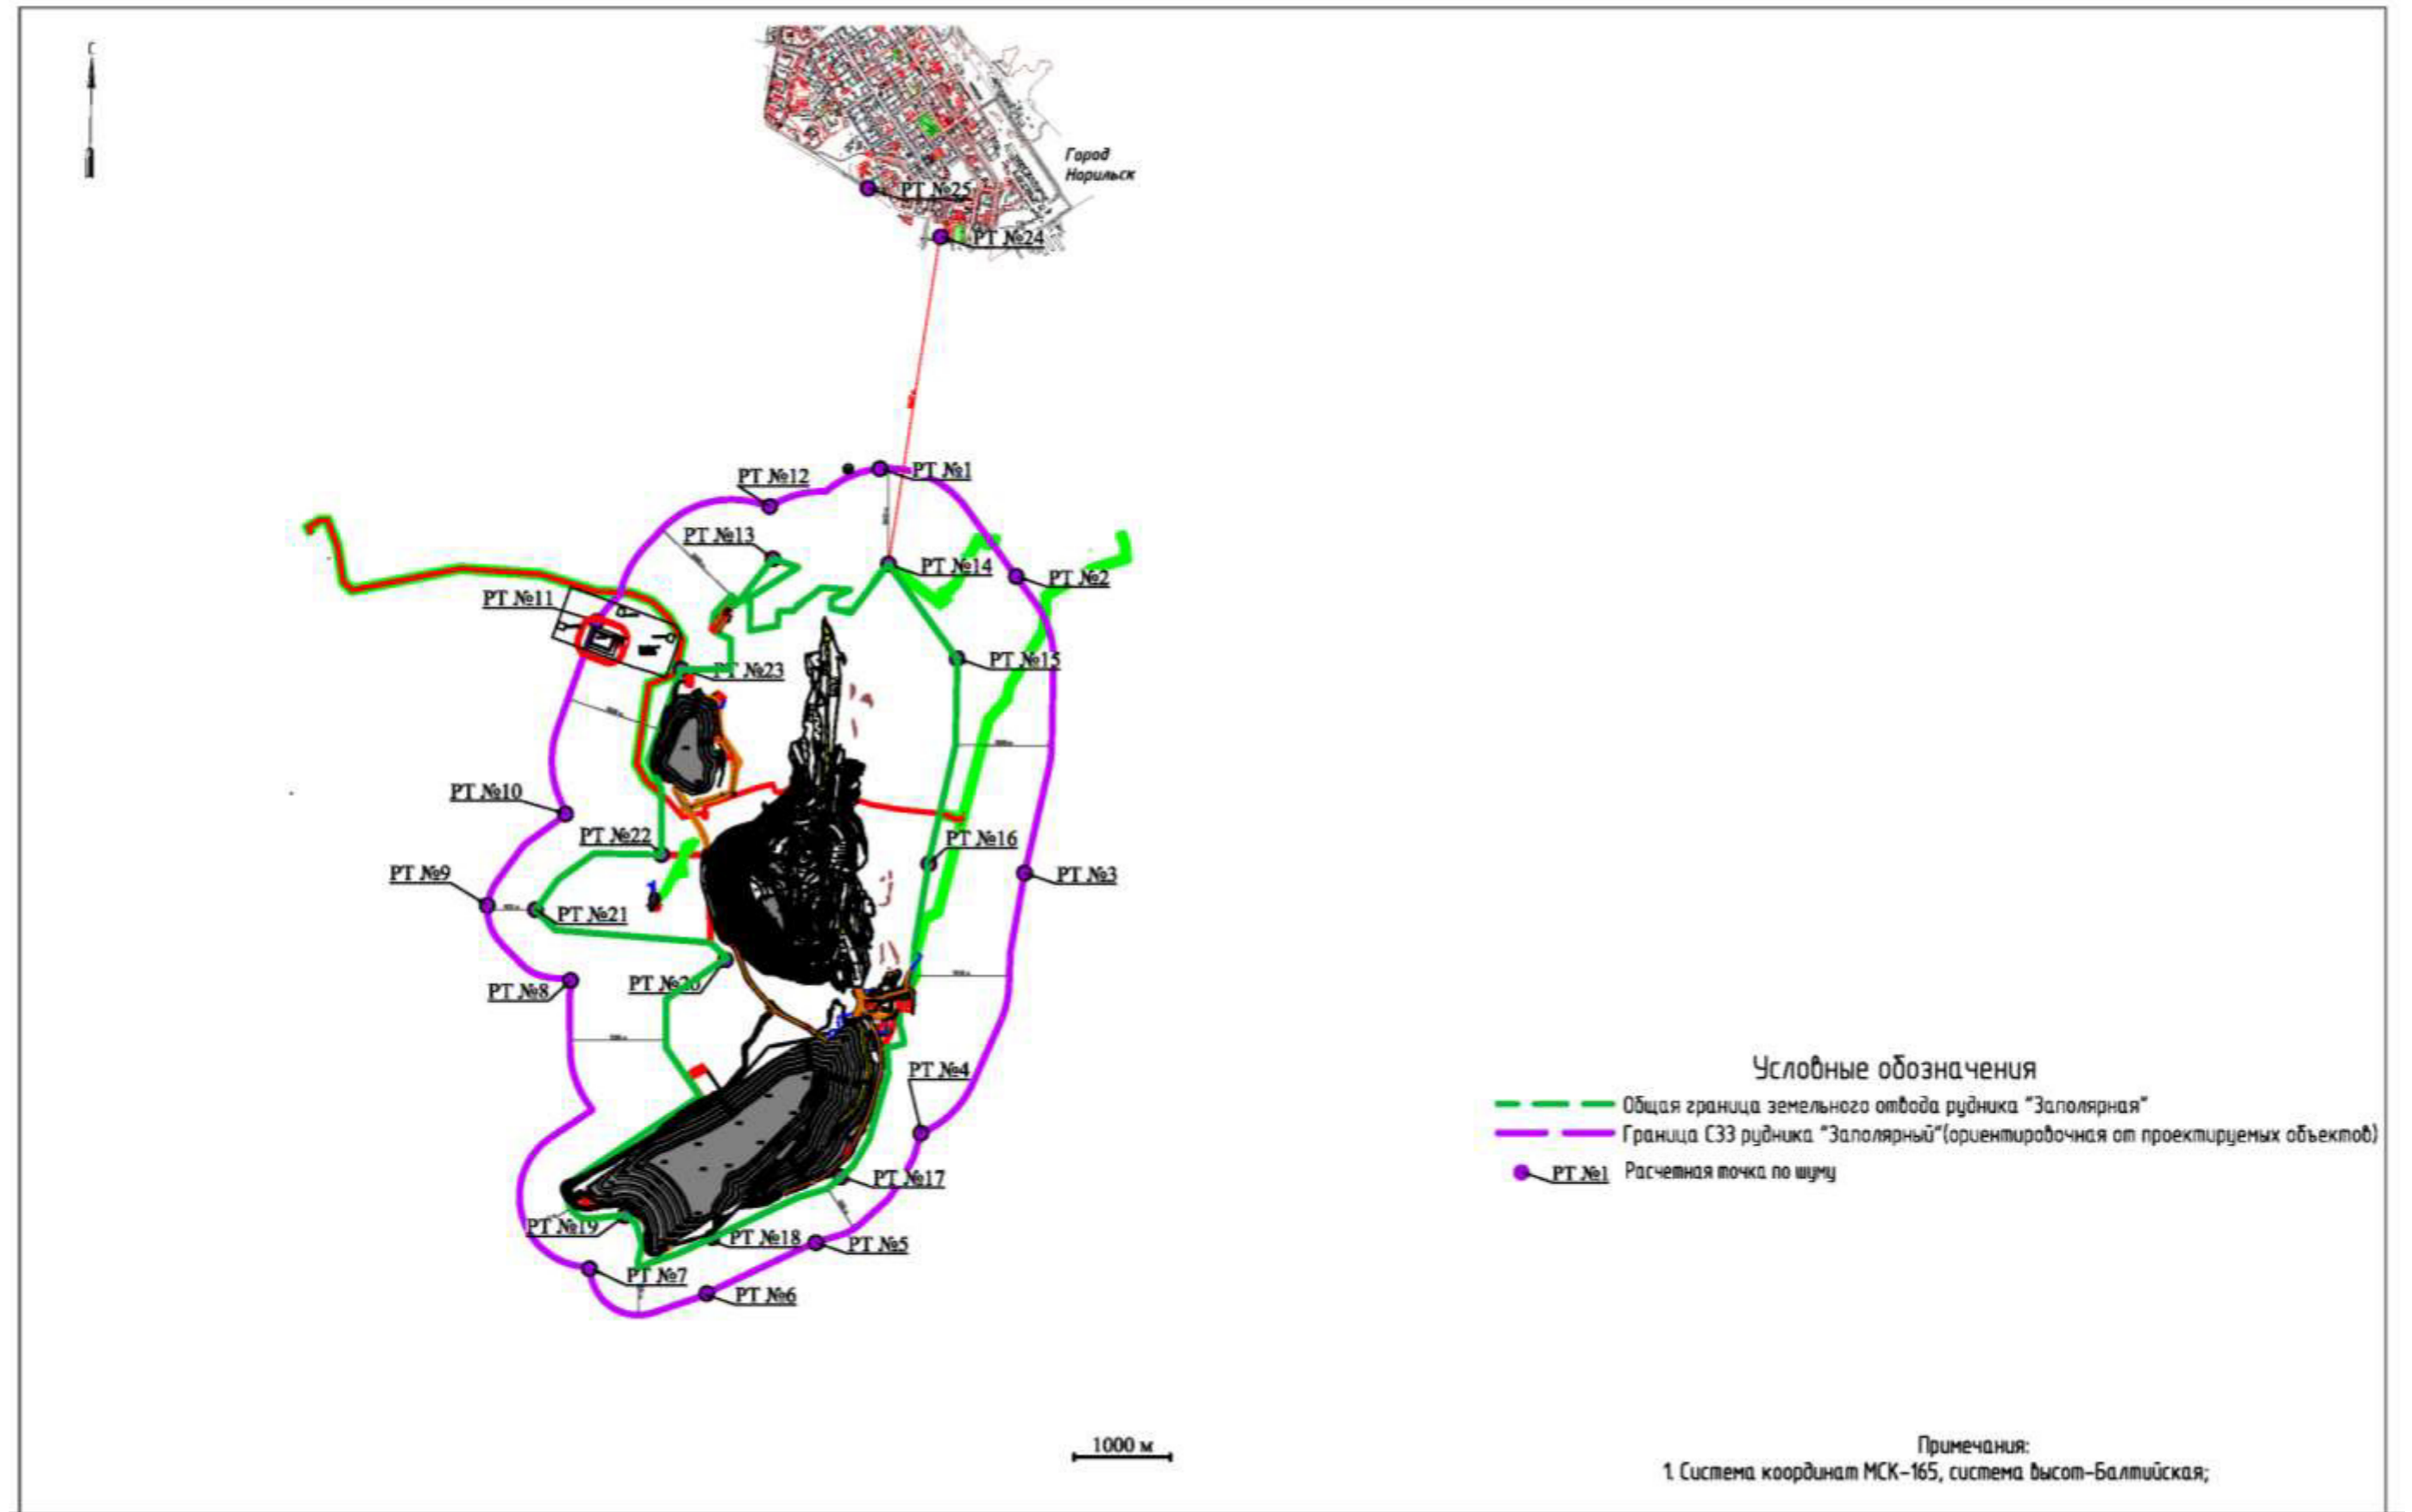 С
Город
Норильск
РТ №25
РТ №24
РТ №12
РТ №1
РТ №13
РТ №14
РТ №2
РТ №11
РТ №15
РТ №23
РТ №10
РТ №22
РТ №16
РТ №9
РТ №3
РТ №21
РТ №20
РТ №8
РТ №4
РТ №17
РТ №19
РТ №18
РТ №5
РТ №7
РТ №6
1000 м
Условные обозначения
Общая граница земельного отвода рудника "Заполярная"
Граница СЗЗ рудника "Заполярный"(ориентировочная от проектируемых объектов)
РТ №1 Расчетная точка по шуму
Примечания:
1. Система координат МСК-165, система высот-Балтийская;